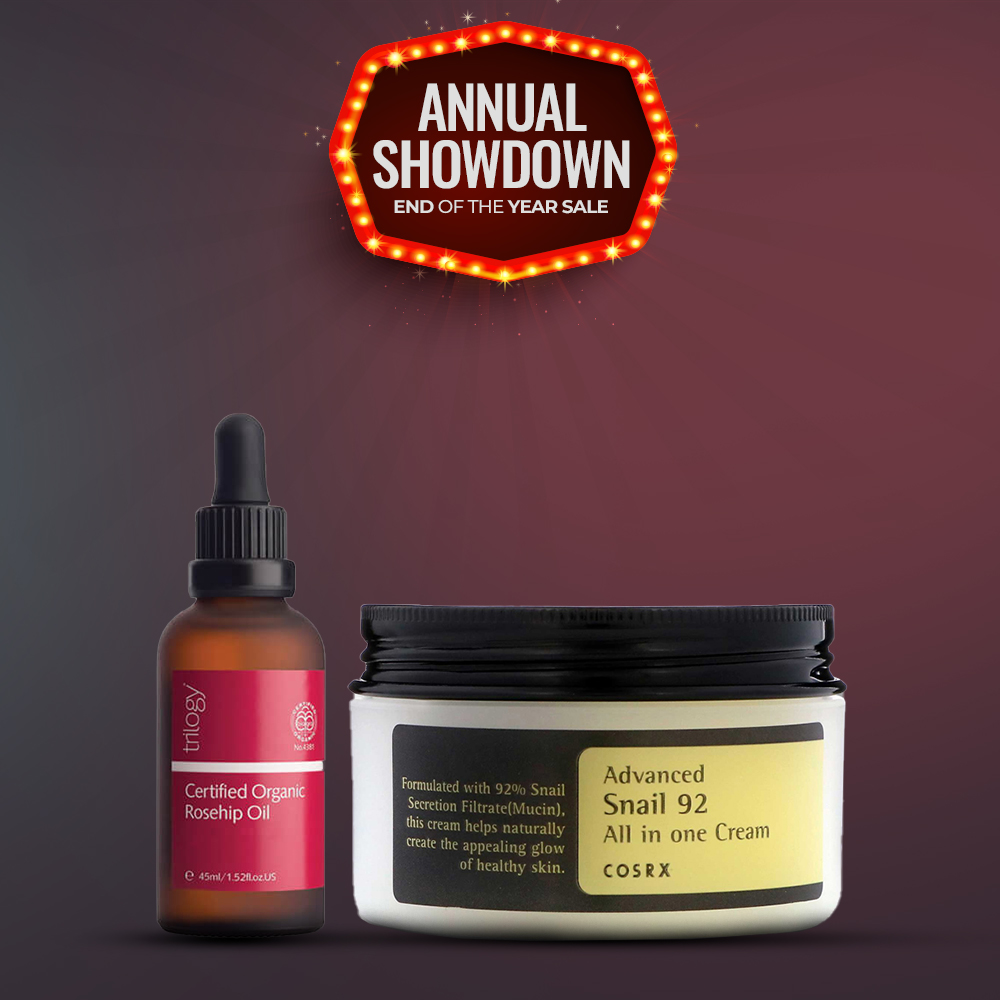 ANNUAL
SHOWDOWN
END OF THE YEAR SALE
trilogy
No.4381
Certified Organic
Rosehip Oil
e 45ml/1.52fl.oz.US
Formulated with 92% Snail
Secretion Filtrate(Mucin),
this cream helps naturally
create the appealing glow
of healthy skin.
Advanced
Snail 92
All in one Cream
COSRX